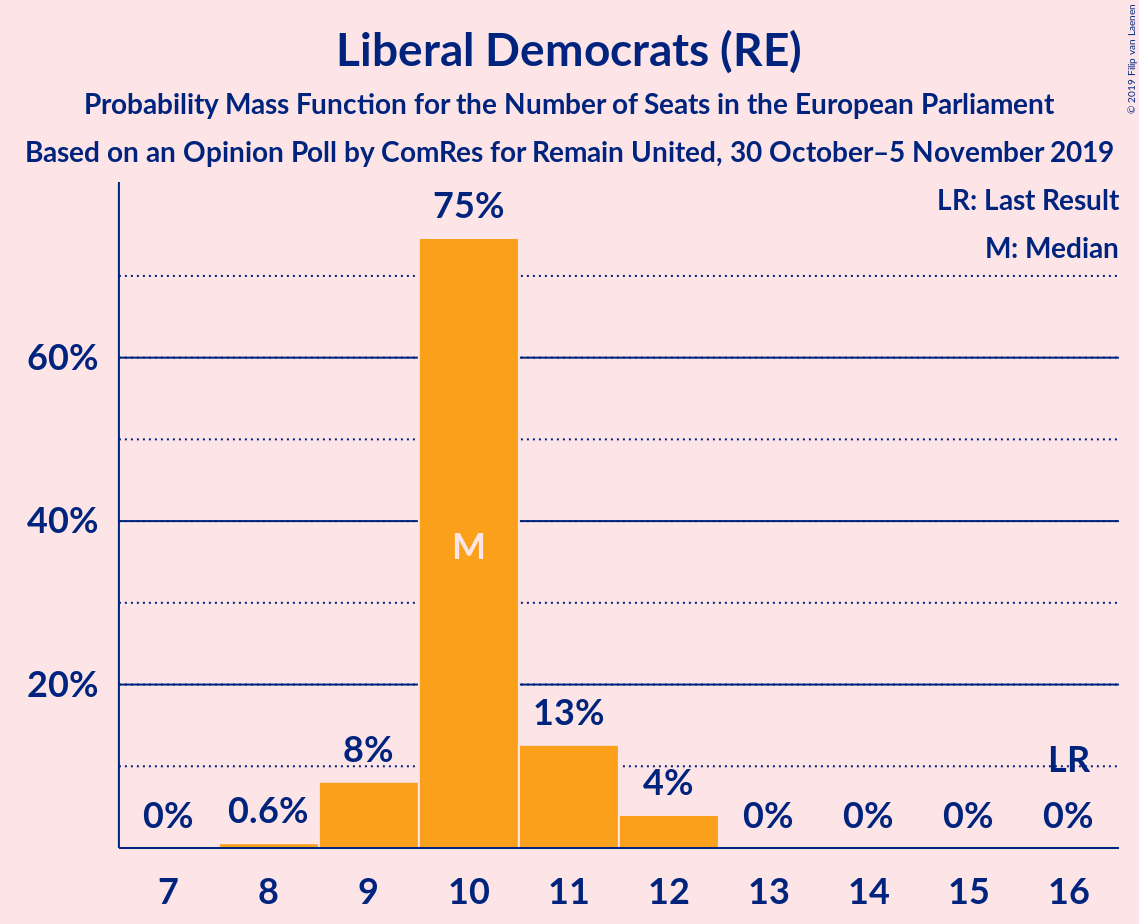 Liberal Democrats (RE)
Probability Mass Function for the Number of Seats in the European Parliament
Based on an Opinion Poll by ComRes for Remain United, 30 October–5 November 2019
© 2019 Filip van Laenen
LR: Last Result
M: Median
75%
60%
40%
M
20%
13%
8%
LR
4%
0%
0.6%
0%
0%
0%
0%
7
8
9
10
11
12
13
14
15
16